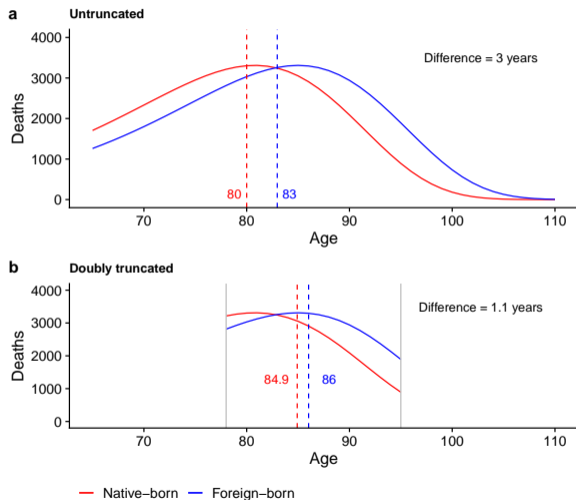 a
Untruncated
4000
3000
2000
1000
0
Deaths
Difference = 3 years
80
83
70
80
90
100
110
Age
b
Doubly truncated
4000
3000
2000
1000
0
Deaths
Difference = 1.1 years
84.9
86
70
80
90
100
110
Age
Native−born
Foreign−born